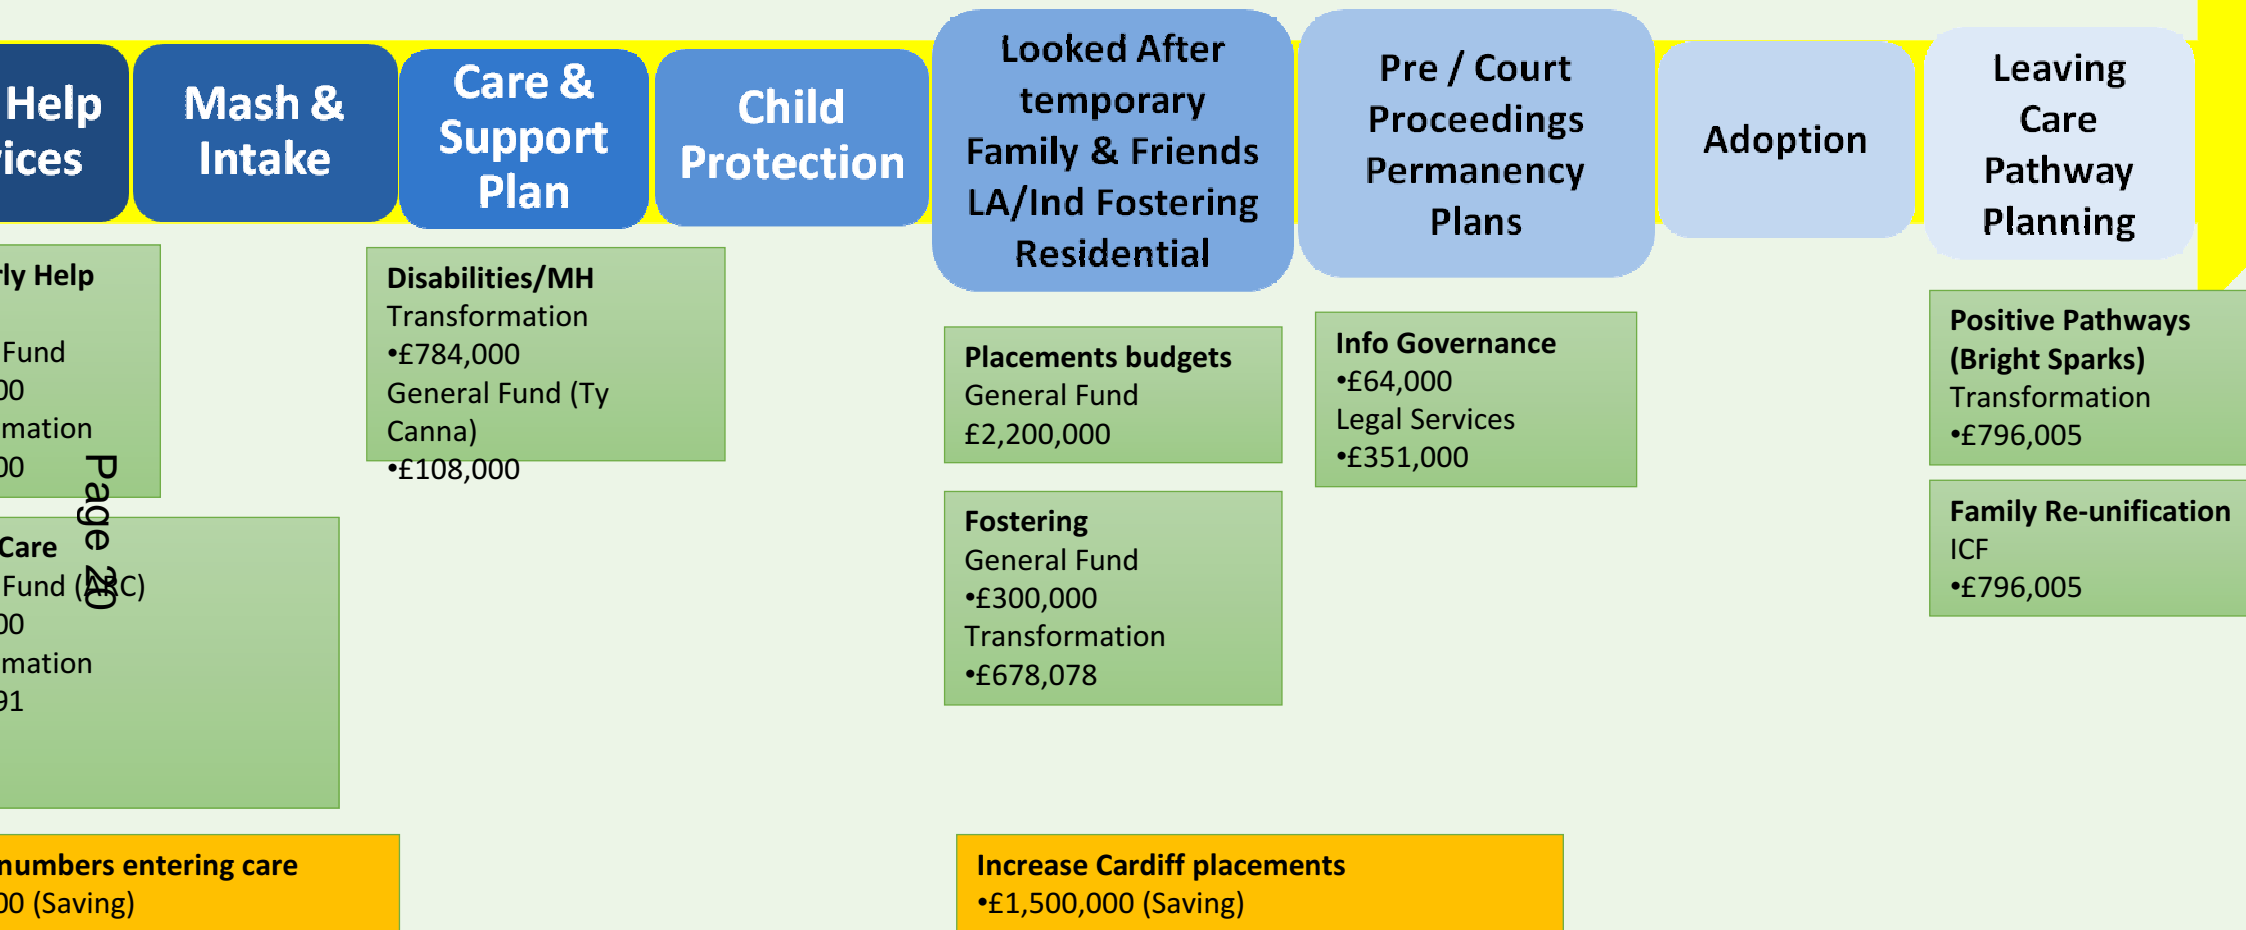 Help
ices
Mash &
Intake
Care &
Support
Plan
Child
Protection
Looked After
temporary
Family & Friends
LA/Ind Fostering
Residential
Pre / Court
Proceedings
Permanency
Plans
Adoption
Leaving
Care
Pathway
Planning
rly Help
Fund
00
mation
00
Care
Fund (ARC)
00
mation
91
Page 20
Disabilities/MH
Transformation
•£784,000
General Fund (Ty
Canna)
•£108,000
Placements budgets
General Fund
£2,200,000
Fostering
General Fund
•£300,000
Transformation
•£678,078
Info Governance
•£64,000
Legal Services
•£351,000
Positive Pathways
(Bright Sparks)
Transformation
•£796,005
Family Re-unification
ICF
•£796,005
numbers entering care
00 (Saving)
Increase Cardiff placements
•£1,500,000 (Saving)